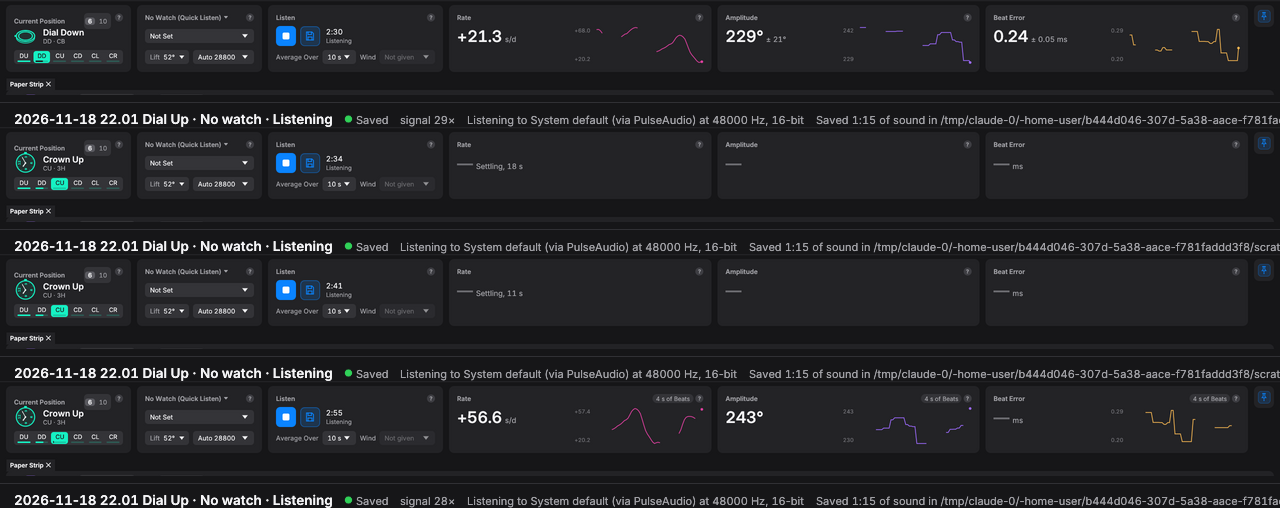 Current Position 6 10 ?
Dial Down
DD · CB
DU DD CU CD CL CR
No Watch (Quick Listen) ?
Not Set
Lift 52° Auto 28800
Listen ?
2:30
Listening
Average Over 10 s Wind Not given
Rate ?
+21.3 s/d
+68.0
+20.2
Amplitude ?
229° ± 21°
242
229
Beat Error ?
0.24 ± 0.05 ms
0.29
0.20
Paper Strip ✕
2026-11-18 22.01 Dial Up · No watch · Listening Saved signal 29× Listening to System default (via PulseAudio) at 48000 Hz, 16-bit Saved 1:15 of sound in /tmp/claude-0/-home-user/b444d046-307d-5a38-aace-f781fa
Current Position 6 10 ?
Crown Up
CU · 3H
DU DD CU CD CL CR
No Watch (Quick Listen) ?
Not Set
Lift 52° Auto 28800
Listen ?
2:34
Listening
Average Over 10 s Wind Not given
Rate ?
Settling, 18 s
Amplitude ?
Beat Error ?
ms
Paper Strip ✕
2026-11-18 22.01 Dial Up · No watch · Listening Saved Listening to System default (via PulseAudio) at 48000 Hz, 16-bit Saved 1:15 of sound in /tmp/claude-0/-home-user/b444d046-307d-5a38-aace-f781faddd3f8/scrat
Current Position 6 10 ?
Crown Up
CU · 3H
DU DD CU CD CL CR
No Watch (Quick Listen) ?
Not Set
Lift 52° Auto 28800
Listen ?
2:41
Listening
Average Over 10 s Wind Not given
Rate ?
Settling, 11 s
Amplitude ?
Beat Error ?
ms
Paper Strip ✕
2026-11-18 22.01 Dial Up · No watch · Listening Saved Listening to System default (via PulseAudio) at 48000 Hz, 16-bit Saved 1:15 of sound in /tmp/claude-0/-home-user/b444d046-307d-5a38-aace-f781faddd3f8/scrat
Current Position 6 10 ?
Crown Up
CU · 3H
DU DD CU CD CL CR
No Watch (Quick Listen) ?
Not Set
Lift 52° Auto 28800
Listen ?
2:55
Listening
Average Over 10 s Wind Not given
Rate 4 s of Beats ?
+56.6 s/d
+57.4
+20.2
Amplitude 4 s of Beats ?
243°
243
230
Beat Error 4 s of Beats ?
ms
0.29
0.20
Paper Strip ✕
2026-11-18 22.01 Dial Up · No watch · Listening Saved signal 28× Listening to System default (via PulseAudio) at 48000 Hz, 16-bit Saved 1:15 of sound in /tmp/claude-0/-home-user/b444d046-307d-5a38-aace-f781fa